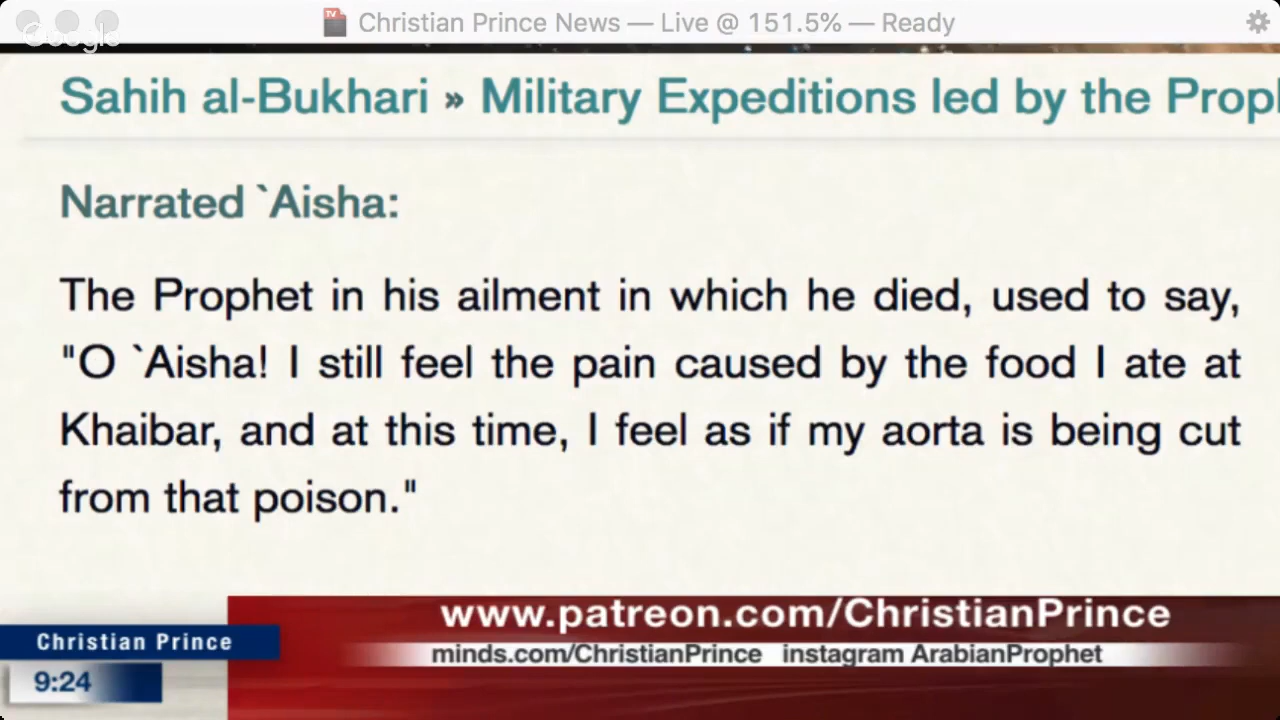 Christian Prince News — Live @ 151.5% — Ready
Google
Sahih al-Bukhari » Military Expeditions led by the Prop
Narrated `Aisha:
The Prophet in his ailment in which he died, used to say,
"O `Aisha! I still feel the pain caused by the food I ate at
Khaibar, and at this time, I feel as if my aorta is being cut
from that poison."
www.patreon.com/ChristianPrince
Christian Prince
minds.com/ChristianPrince instagram ArabianProphet
9:24